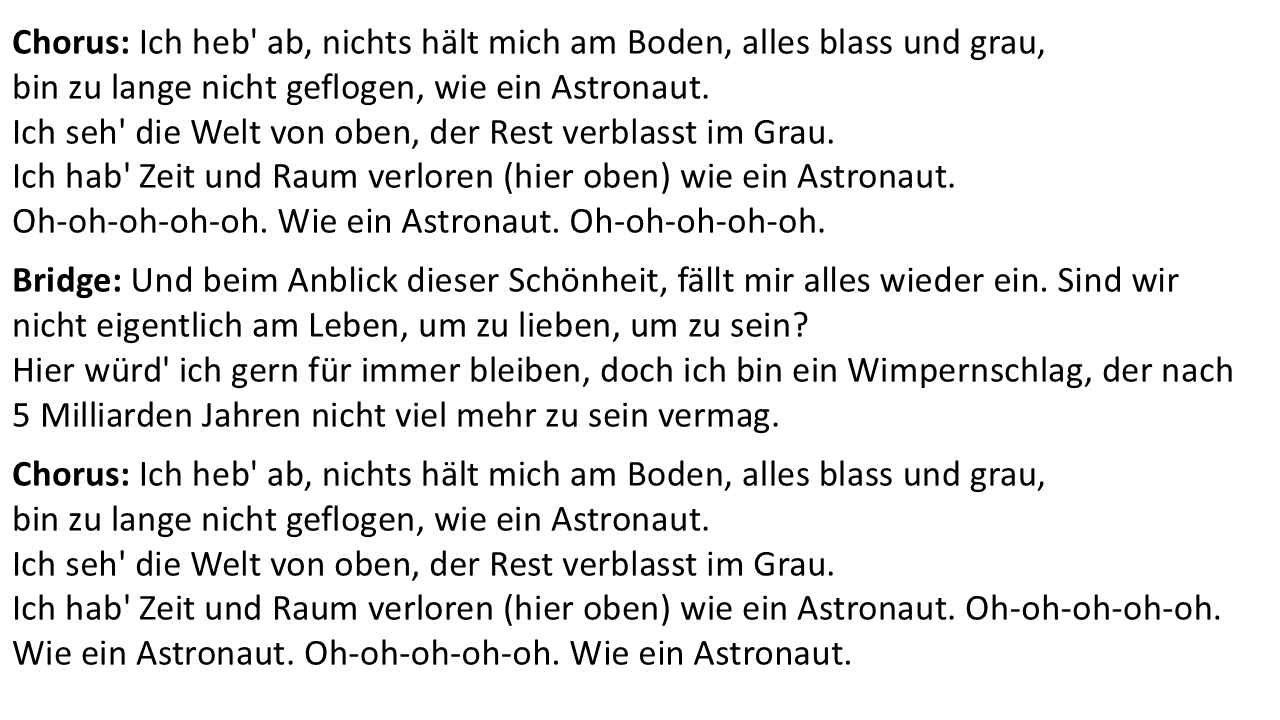 Chorus: Ich heb' ab, nichts hält mich am Boden, alles blass und grau,
bin zu lange nicht geflogen, wie ein Astronaut.
Ich seh' die Welt von oben, der Rest verblasst im Grau.
Ich hab' Zeit und Raum verloren (hier oben) wie ein Astronaut.
Oh-oh-oh-oh-oh. Wie ein Astronaut. Oh-oh-oh-oh-oh.
Bridge: Und beim Anblick dieser Schönheit, fällt mir alles wieder ein. Sind wir
nicht eigentlich am Leben, um zu lieben, um zu sein?
Hier würd' ich gern für immer bleiben, doch ich bin ein Wimpernschlag, der nach
5 Milliarden Jahren nicht viel mehr zu sein vermag.
Chorus: Ich heb' ab, nichts hält mich am Boden, alles blass und grau,
bin zu lange nicht geflogen, wie ein Astronaut.
Ich seh' die Welt von oben, der Rest verblasst im Grau.
Ich hab' Zeit und Raum verloren (hier oben) wie ein Astronaut. Oh-oh-oh-oh-oh.
Wie ein Astronaut. Oh-oh-oh-oh-oh. Wie ein Astronaut.